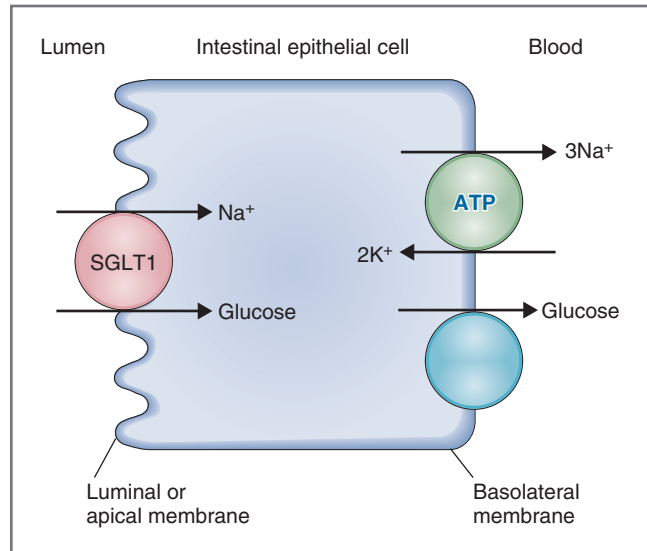 Lumen
Intestinal epithelial cell
Blood
3Na⁺
ATP
Na⁺
2K⁺
SGLT1
Glucose
Glucose
Luminal or
apical membrane
Basolateral
membrane